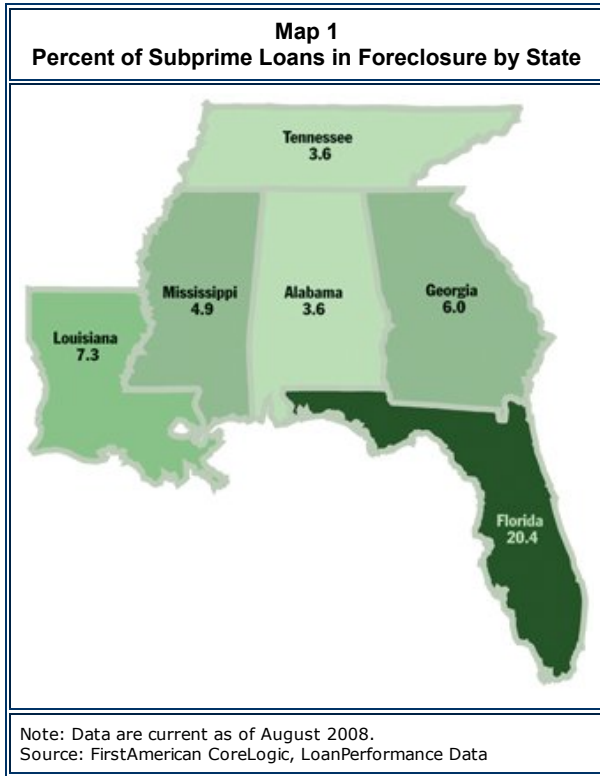 Map 1
Percent of Subprime Loans in Foreclosure by State
Tennessee
3.6
Mississippi
4.9
Alabama
3.6
Georgia
6.0
Louisiana
7.3
Florida
20.4
Note: Data are current as of August 2008.
Source: FirstAmerican CoreLogic, LoanPerformance Data